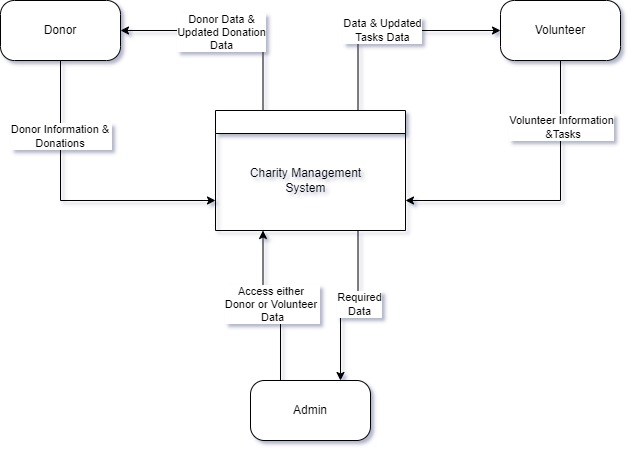 Donor
Donor Data &
Updated Donation
Data
Data & Updated
Tasks Data
Volunteer
Donor Information &
Donations
Volunteer Information
&Tasks
Charity Management
System
Access either
Donor or Volunteer
Data
Required
Data
Admin